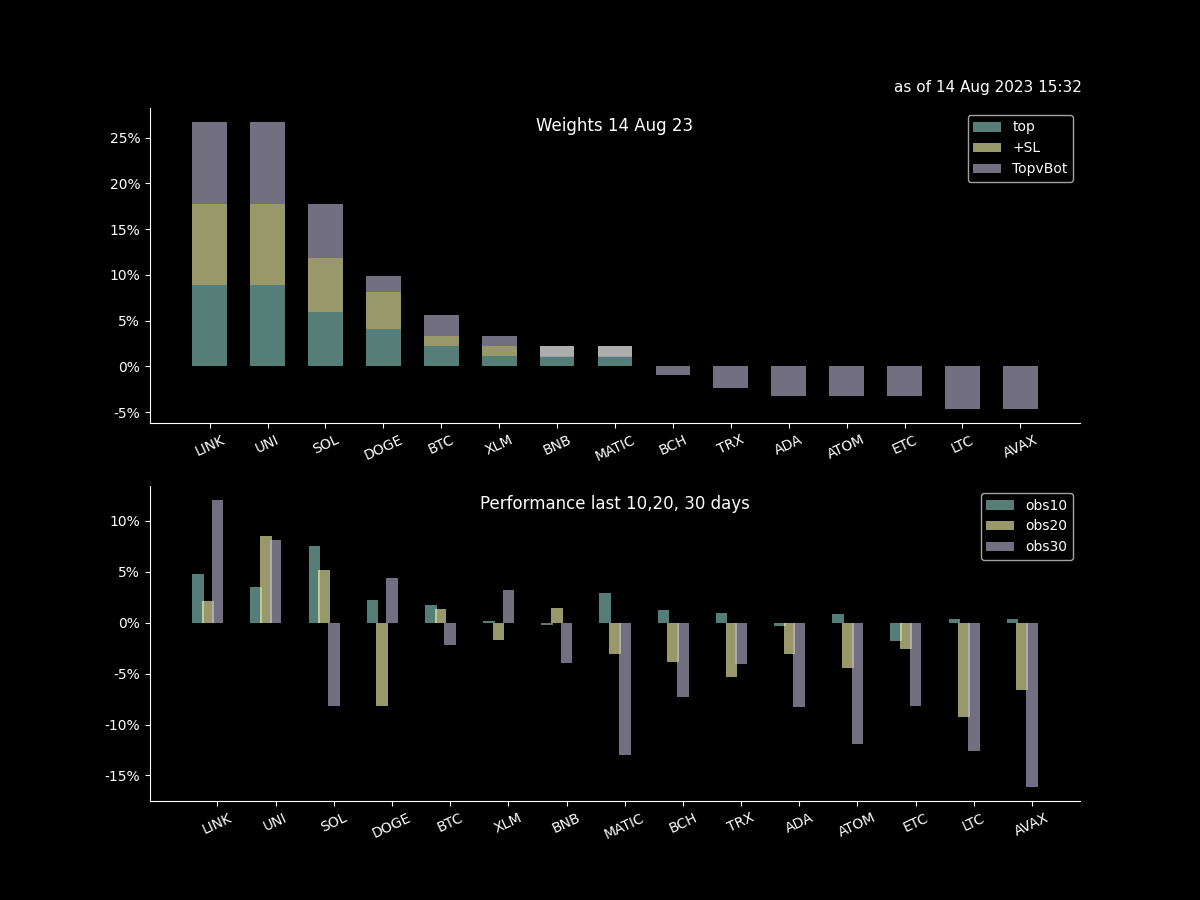 as of 14 Aug 2023 15:32
Weights 14 Aug 23
top
+SL
TopvBot
25%
20%
15%
10%
5%
0%
-5%
LINK UNI SOL DOGE BTC XLM BNB MATIC BCH TRX ADA ATOM ETC LTC AVAX
Performance last 10,20, 30 days
obs10
obs20
obs30
10%
5%
0%
-5%
-10%
-15%
LINK UNI SOL DOGE BTC XLM BNB MATIC BCH TRX ADA ATOM ETC LTC AVAX